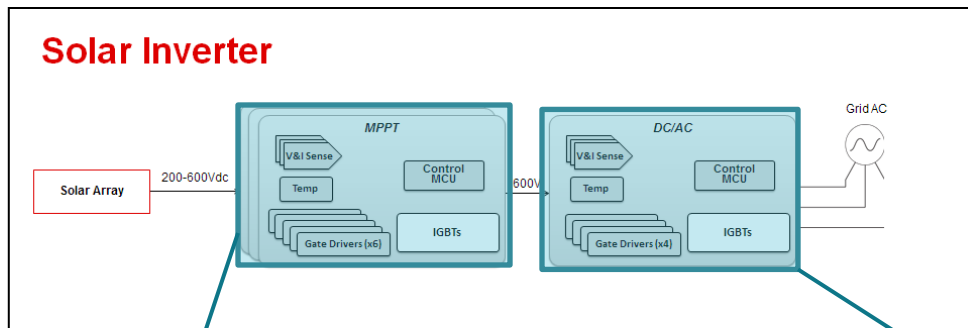 Solar Inverter
Grid AC
MPPT
DC/AC
V&I Sense
V&I Sense
Control
MCU
Control
MCU
Solar Array
200-600Vdc
Temp
600V
Temp
Gate Drivers (x6)
IGBTs
Gate Drivers (x4)
IGBTs